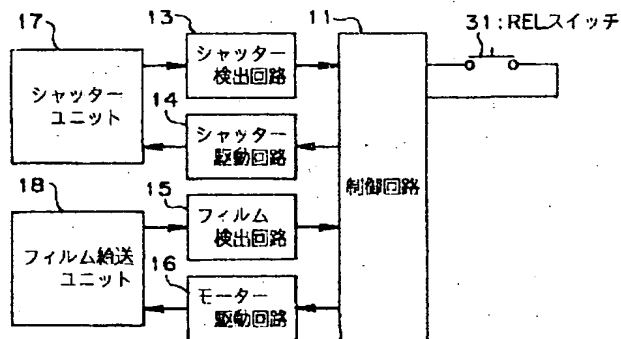 17
シャッター
ユニット
13
シャッター
検出回路
14
シャッター
駆動回路
18
フィルム給送
ユニット
15
フィルム
検出回路
16
モーター
駆動回路
11
制御回路
31:RELスイッチ